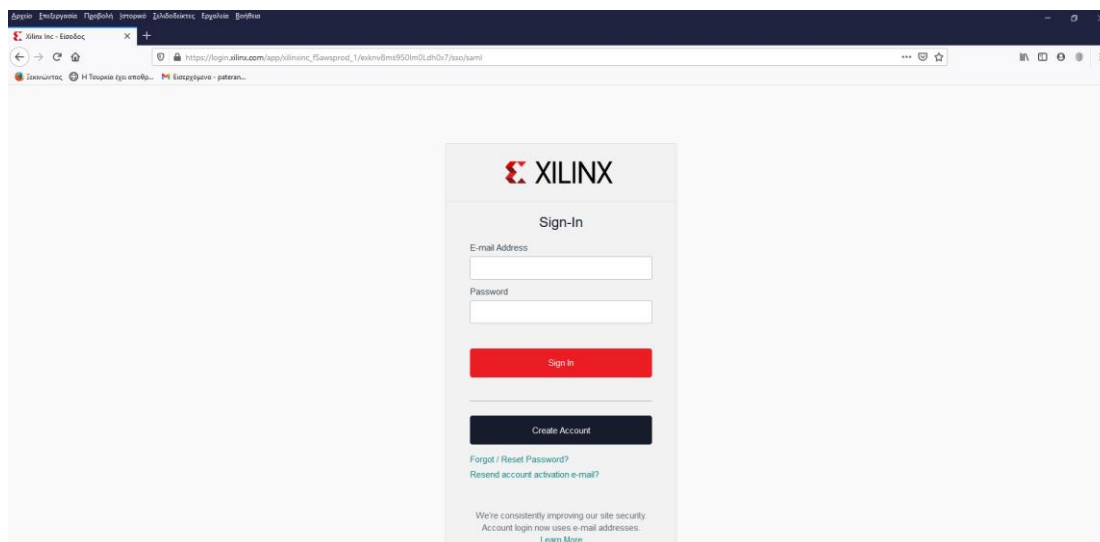 Αρχείο Επεξεργασία Προβολή Ιστορικό Σελιδοδείκτες Εργαλεία Βοήθεια
Xilinx Inc - Είσοδος
https://login.xilinx.com/app/xilinxinc_f5awsprod_1/exknv8ms950lm0Ldh0x7/sso/saml
Ξεκινώντας Η Τουρκία έχει αποθρ... Εισερχόμενα - pateran...
XILINX
Sign-In
E-mail Address
Password
Sign In
Create Account
Forgot / Reset Password?
Resend account activation e-mail?
We're consistently improving our site security.
Account login now uses e-mail addresses.
Learn More